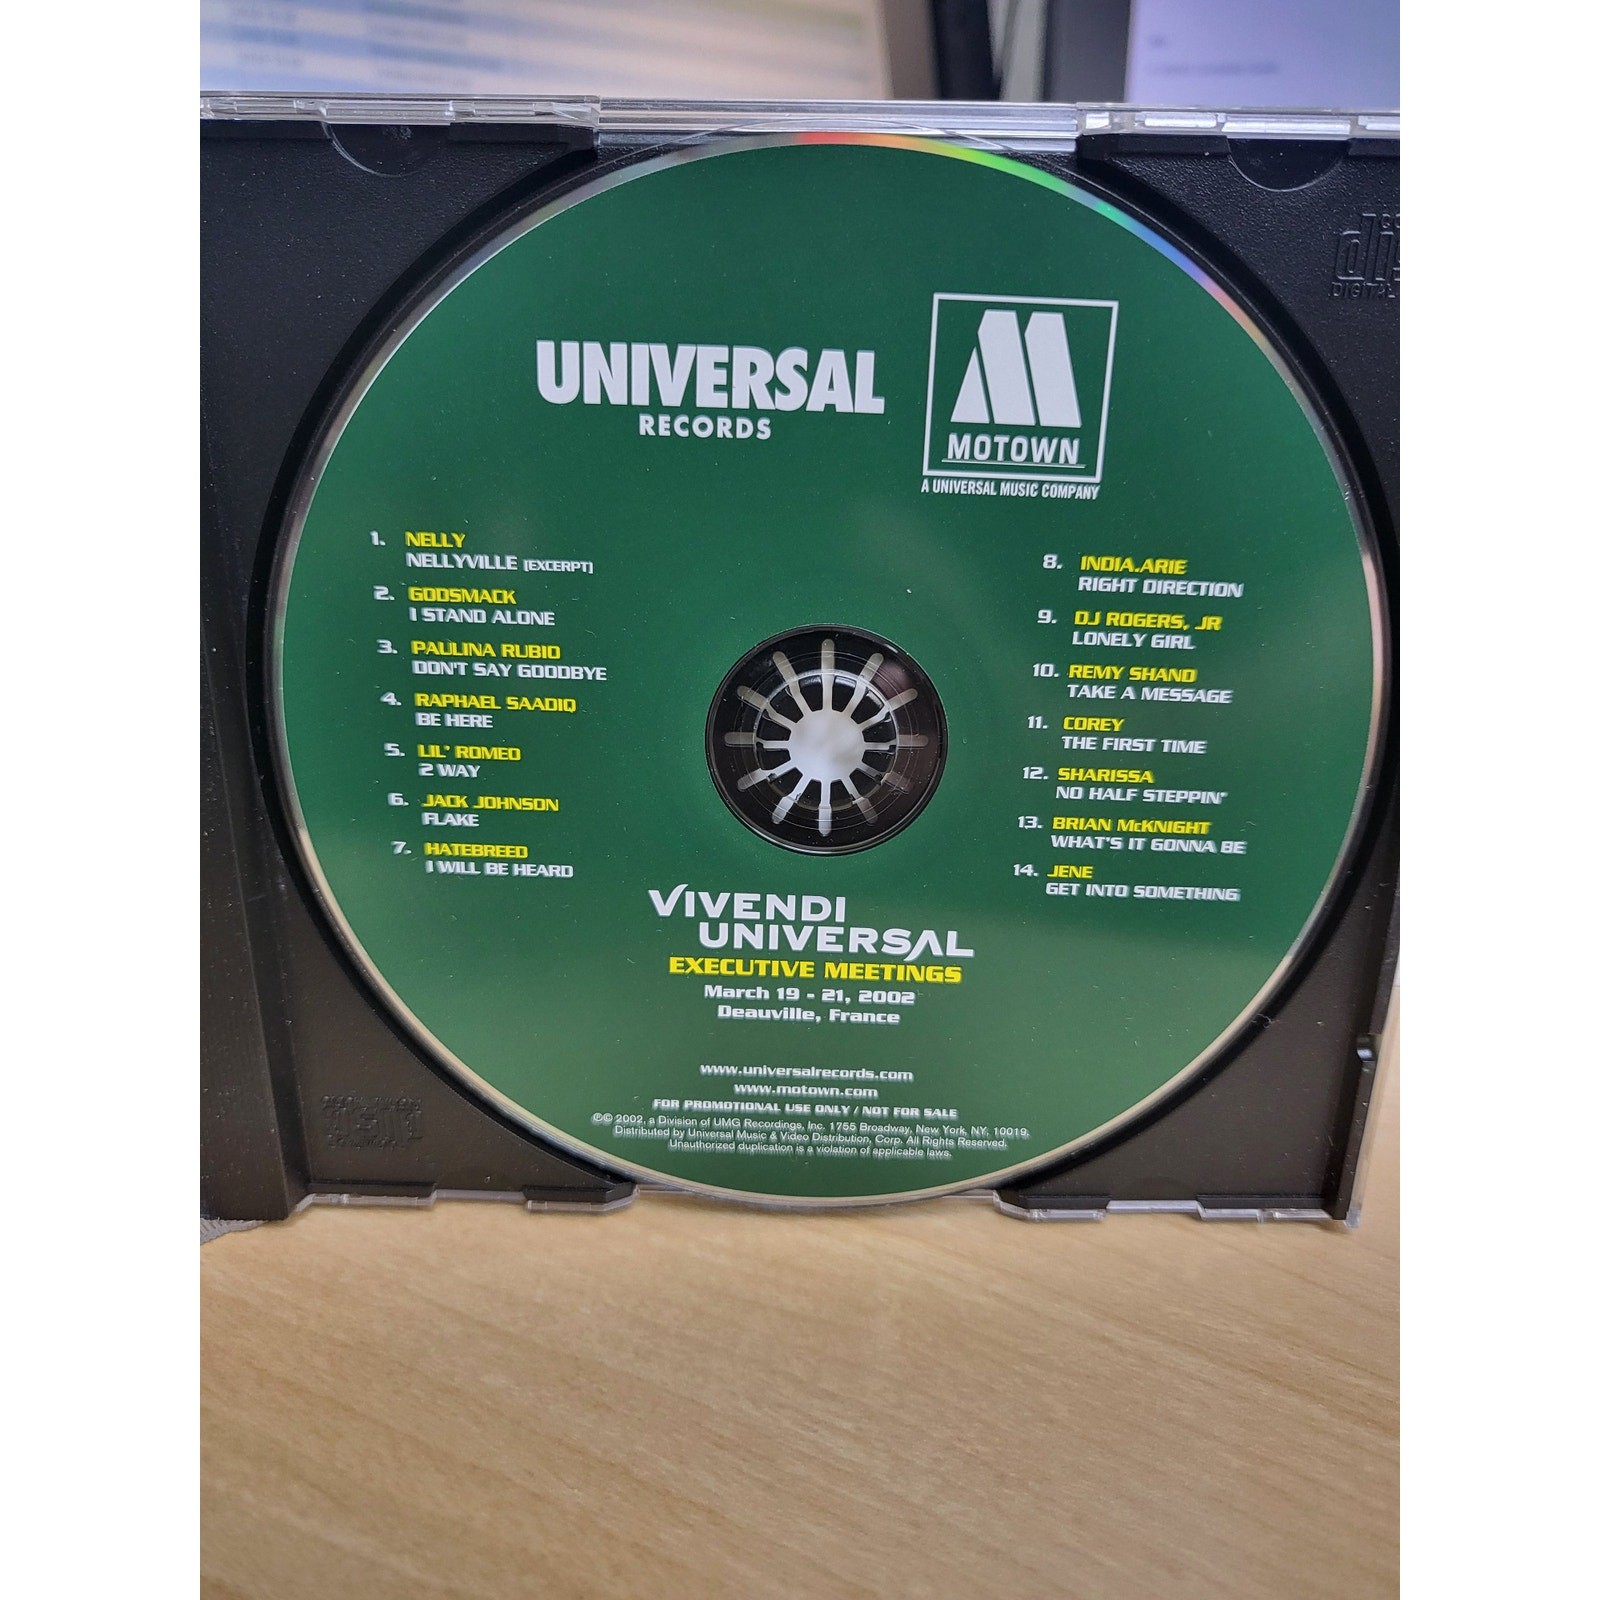 UNIVERSAL
RECORDS
MOTOWN
A UNIVERSAL MUSIC COMPANY
1. NELLY
NELLYVILLE [EXCERPT]
2. GODSMACK
I STAND ALONE
3. PAULINA RUBIO
DON'T SAY GOODBYE
4. RAPHAEL SAADIQ
BE HERE
5. LIL' ROMEO
2 WAY
6. JACK JOHNSON
FLAKE
7. HATEBREED
I WILL BE HEARD
8. INDIA.ARIE
RIGHT DIRECTION
9. DJ ROGERS, JR
LONELY GIRL
10. REMY SHAND
TAKE A MESSAGE
11. COREY
THE FIRST TIME
12. SHARISSA
NO HALF STEPPIN'
13. BRIAN McKNIGHT
WHAT'S IT GONNA BE
14. JENE
GET INTO SOMETHING
VIVENDI
UNIVERSAL
EXECUTIVE MEETINGS
March 19 - 21, 2002
Deauville, France
www.universalrecords.com
www.motown.com
FOR PROMOTIONAL USE ONLY / NOT FOR SALE
℗© 2002, a Division of UMG Recordings, Inc. 1755 Broadway, New York, NY, 10019.
Distributed by Universal Music & Video Distribution, Corp. All Rights Reserved.
Unauthorized duplication is a violation of applicable laws.
DIGITAL